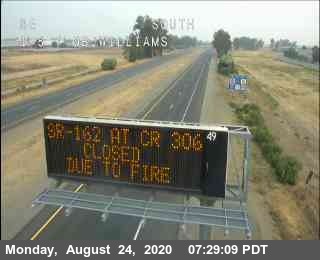 SOUTH
WILLIAMS
SR-162 AT CR 306
CLOSED
DUE TO FIRE
49
Monday, August 24, 2020 07:29:09 PDT